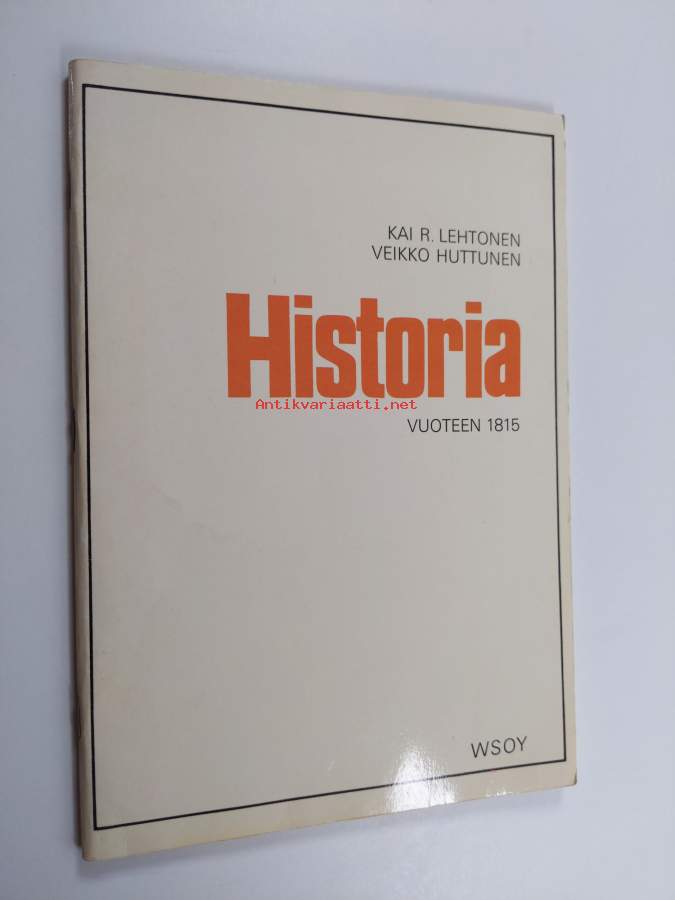 KAI R. LEHTONEN
VEIKKO HUTTUNEN
Historia
Antikvariaatti.net
VUOTEEN 1815
WSOY